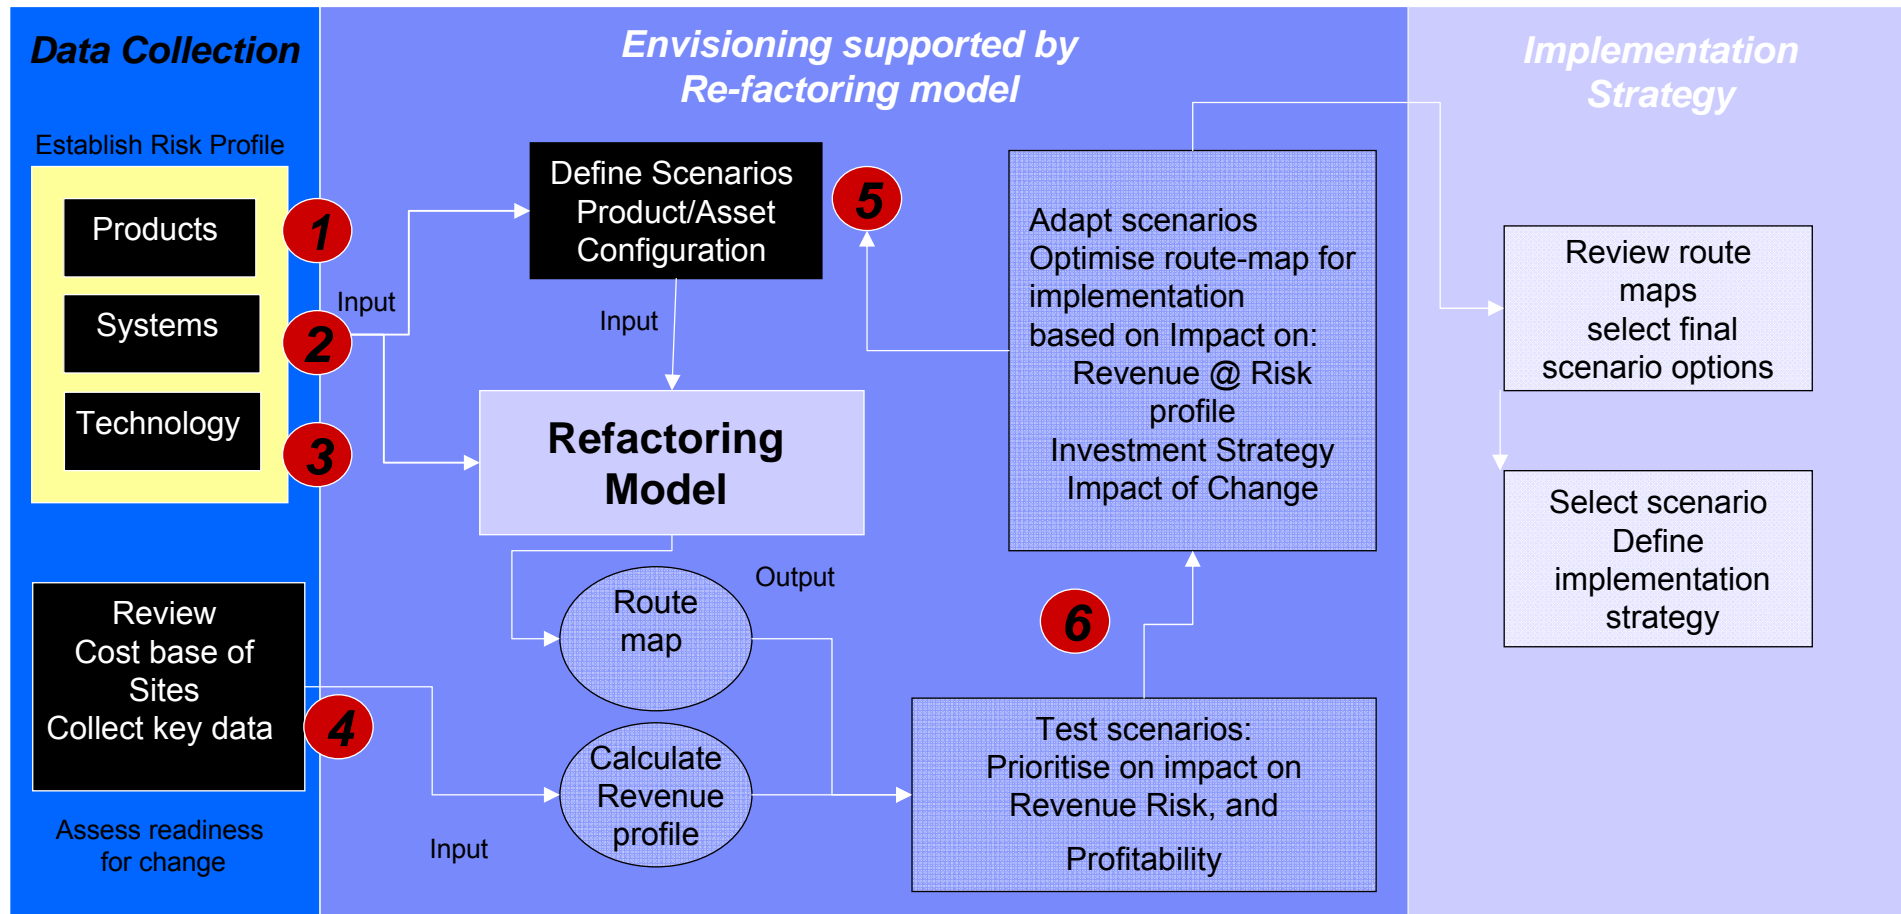 Data Collection
Establish Risk Profile
Products
1
Systems
2
Technology
3
Review
Cost base of
Sites
Collect key data
4
Assess readiness
for change
Envisioning supported by
Re-factoring model
Input
Define Scenarios
Product/Asset
Configuration
5
Input
Refactoring
Model
Output
Route
map
Calculate
Revenue
profile
Input
Adapt scenarios
Optimise route-map for
implementation
based on Impact on:
Revenue @ Risk
profile
Investment Strategy
Impact of Change
6
Test scenarios:
Prioritise on impact on
Revenue Risk, and
Profitability
Implementation
Strategy
Review route
maps
select final
scenario options
Select scenario
Define
implementation
strategy